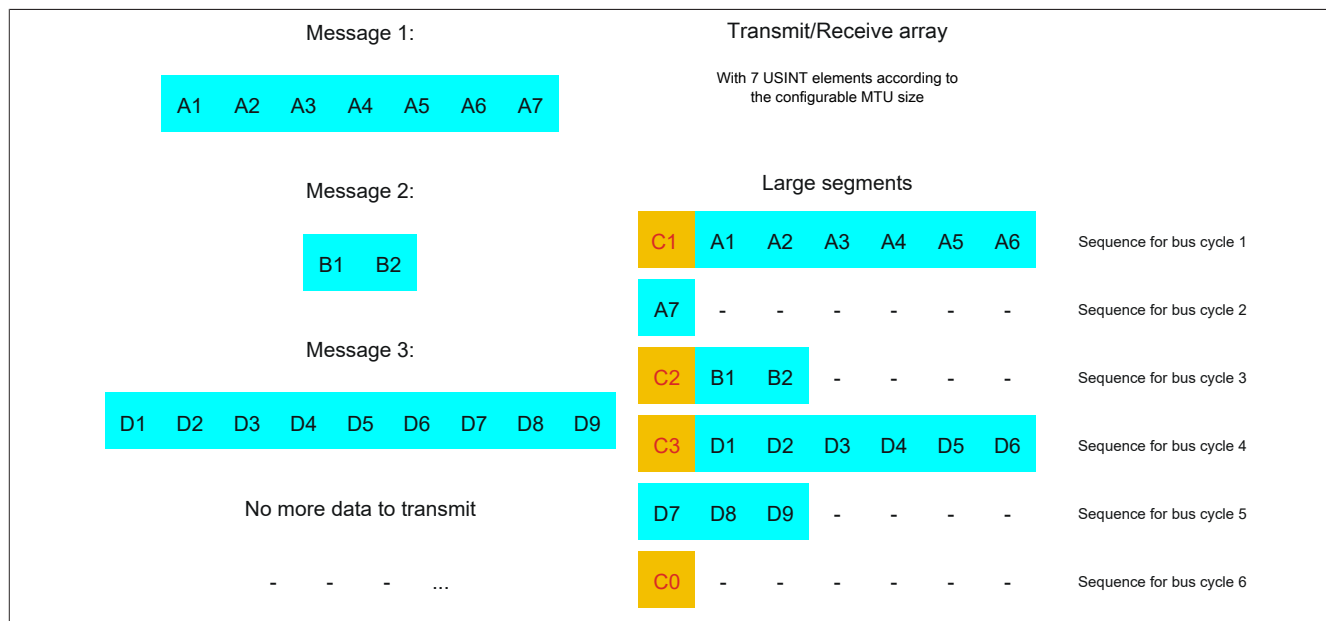 Message 1:
A1 A2 A3 A4 A5 A6 A7
Message 2:
B1 B2
Message 3:
D1 D2 D3 D4 D5 D6 D7 D8 D9
No more data to transmit
- - - ...
Transmit/Receive array
With 7 USINT elements according to
the configurable MTU size
Large segments
C1 A1 A2 A3 A4 A5 A6 Sequence for bus cycle 1
A7 - - - - - - Sequence for bus cycle 2
C2 B1 B2 - - - - Sequence for bus cycle 3
C3 D1 D2 D3 D4 D5 D6 Sequence for bus cycle 4
D7 D8 D9 - - - - Sequence for bus cycle 5
C0 - - - - - - Sequence for bus cycle 6